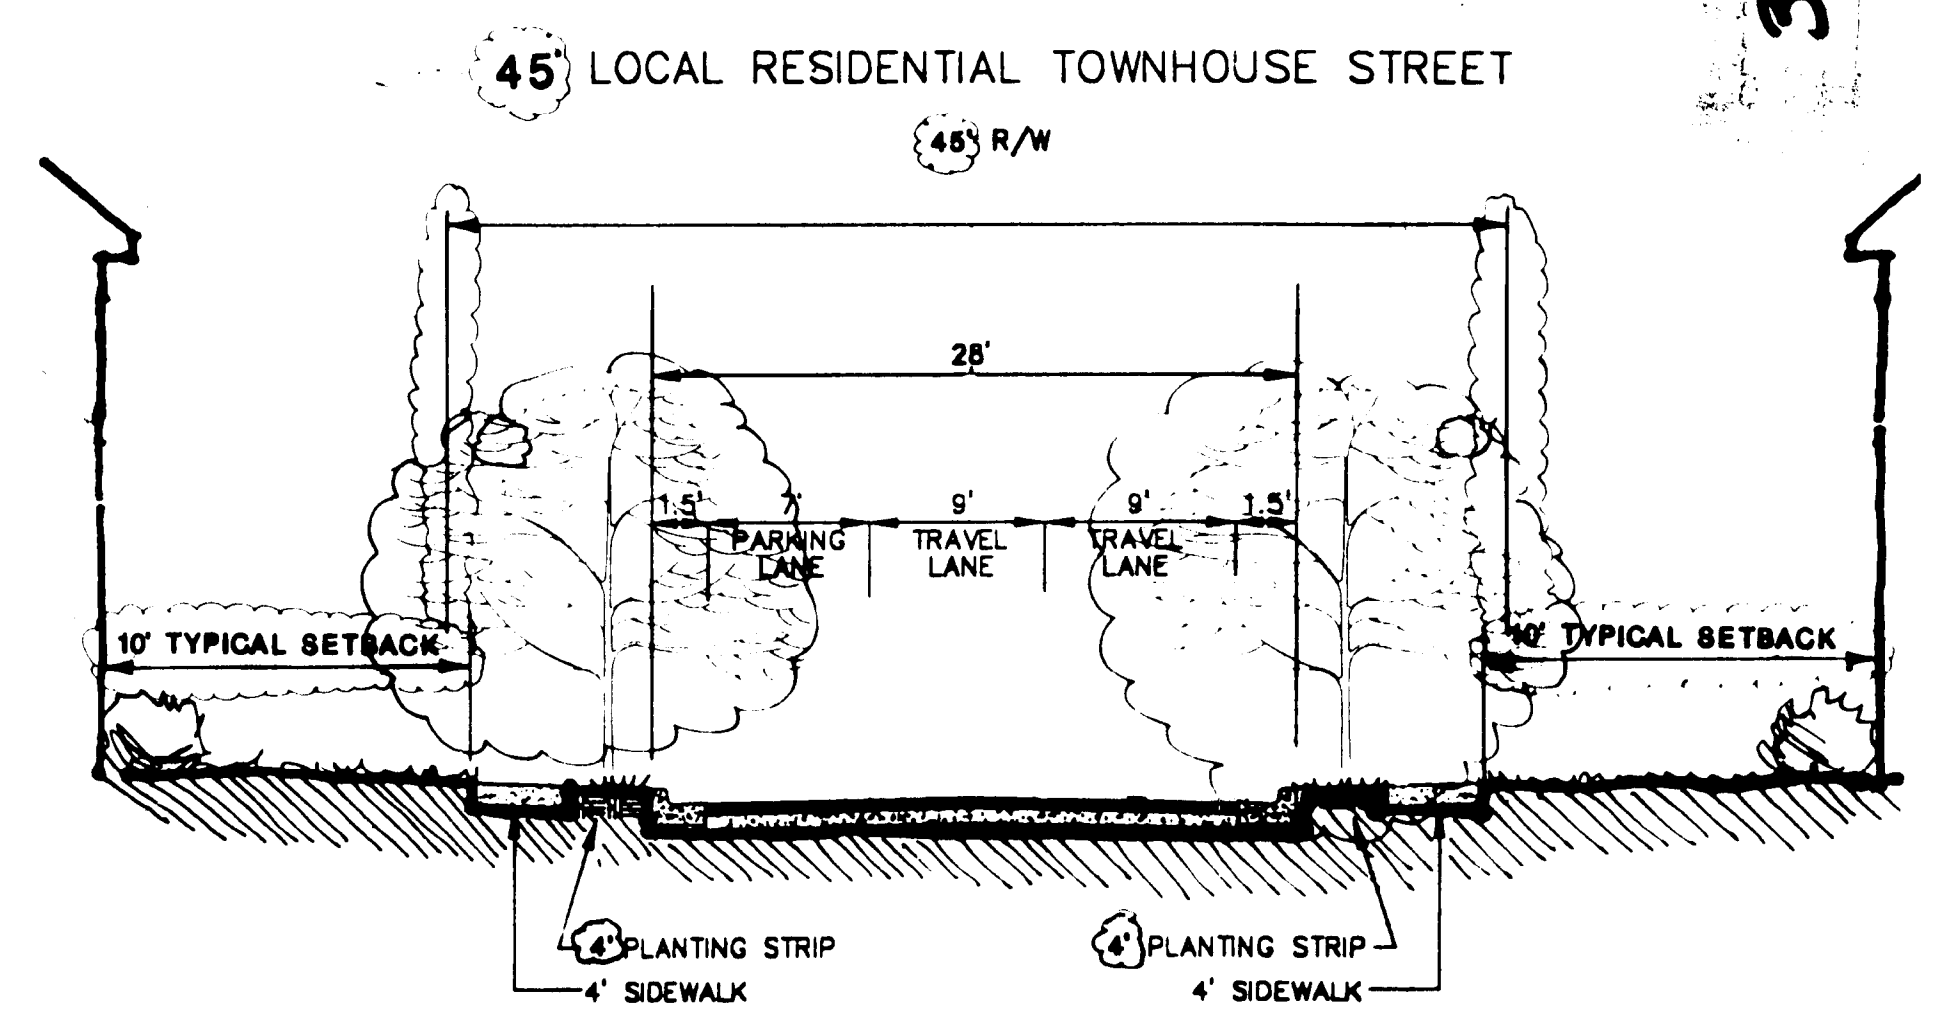 3
45' LOCAL RESIDENTIAL TOWNHOUSE STREET
45' R/W
28'
1.5' 7' 9' 9' 1.5'
PARKING LANE
TRAVEL LANE
TRAVEL LANE
10' TYPICAL SETBACK
10' TYPICAL SETBACK
4' PLANTING STRIP
4' SIDEWALK
4' PLANTING STRIP
4' SIDEWALK